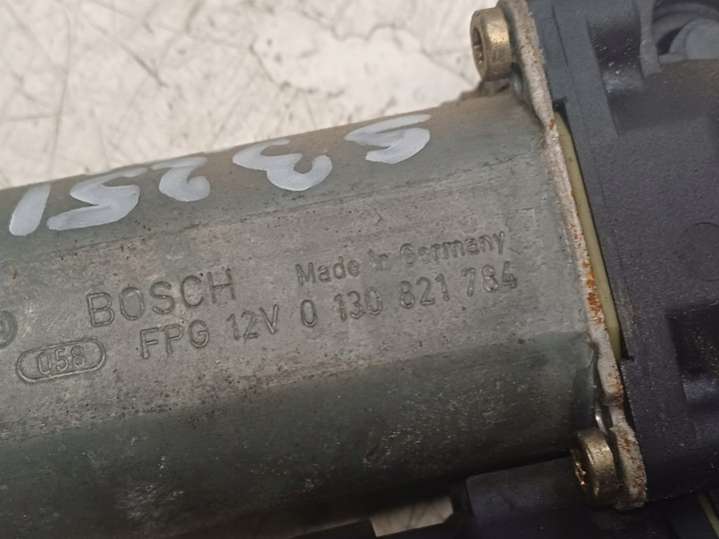 53251
BOSCH Made in Germany
058 FPG 12V 0 130 821 784